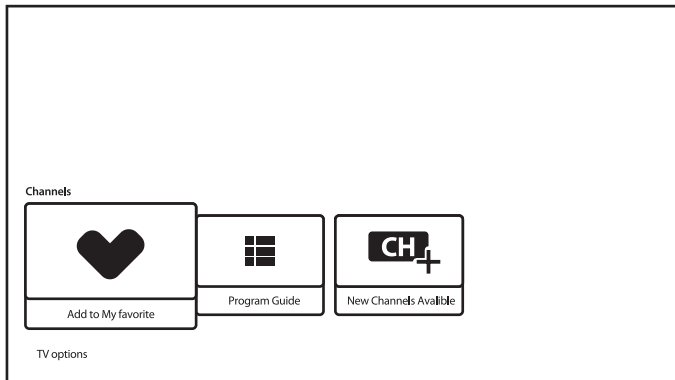 Channels
CH
Add to My favorite
Program Guide
New Channels Avalible
TV options